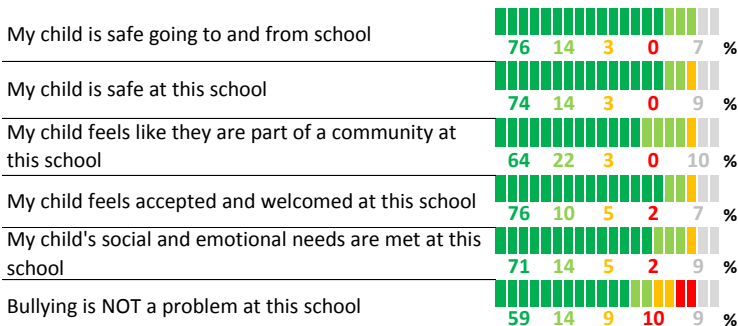 My child is safe going to and from school
76 14 3 0 7 %
My child is safe at this school
74 14 3 0 9 %
My child feels like they are part of a community at
this school
64 22 3 0 10 %
My child feels accepted and welcomed at this school
76 10 5 2 7 %
My child's social and emotional needs are met at this
school
71 14 5 2 9 %
Bullying is NOT a problem at this school
59 14 9 10 9 %